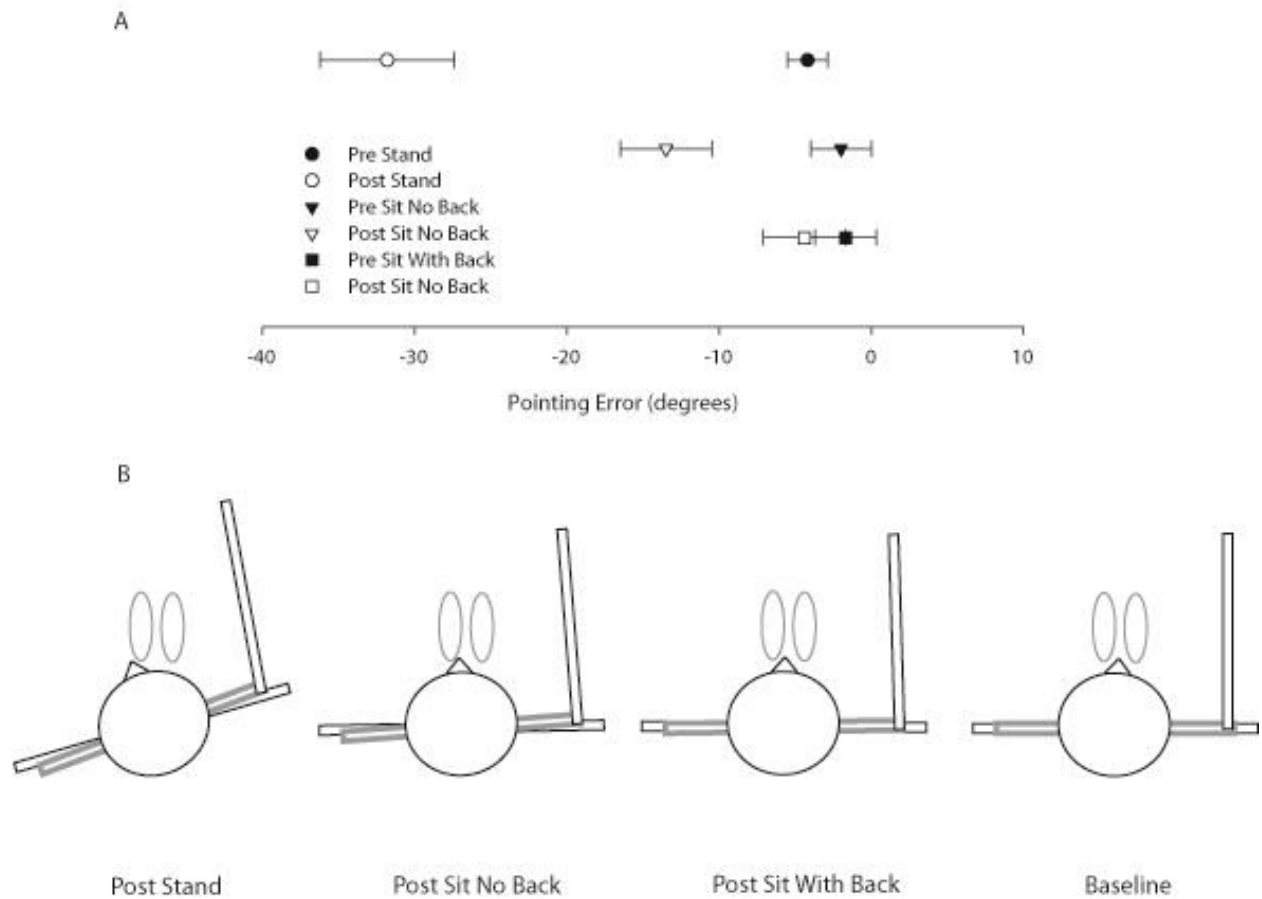 A
Pre Stand
Post Stand
Pre Sit No Back
Post Sit No Back
Pre Sit With Back
Post Sit No Back
-40 -30 -20 -10 0 10
Pointing Error (degrees)
B
Post Stand Post Sit No Back Post Sit With Back Baseline